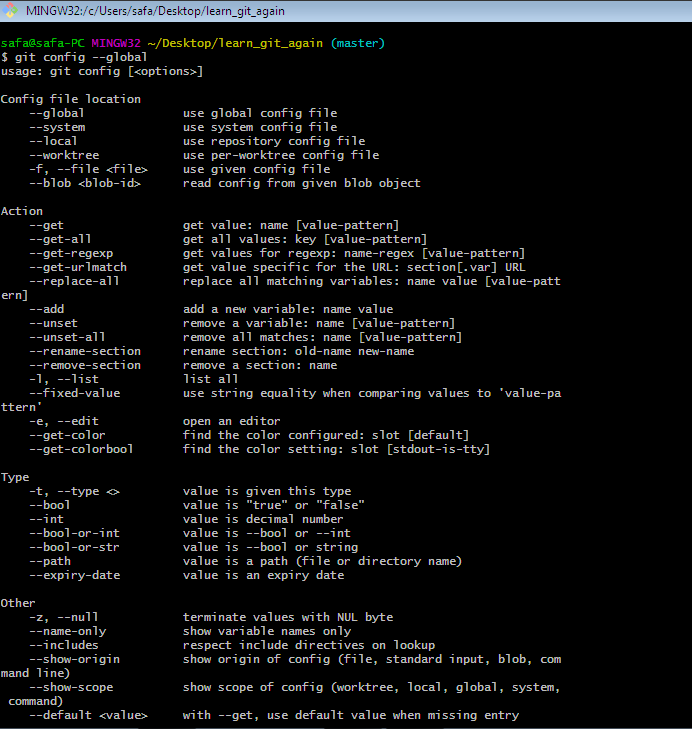 MINGW32:/c/Users/safa/Desktop/learn_git_again
safa@safa-PC MINGW32 ~/Desktop/learn_git_again (master)
$ git config --global
usage: git config [<options>]
Config file location
--global use global config file
--system use system config file
--local use repository config file
--worktree use per-worktree config file
-f, --file <file> use given config file
--blob <blob-id> read config from given blob object
Action
--get get value: name [value-pattern]
--get-all get all values: key [value-pattern]
--get-regexp get values for regexp: name-regex [value-pattern]
--get-urlmatch get value specific for the URL: section[.var] URL
--replace-all replace all matching variables: name value [value-patt
ern]
--add add a new variable: name value
--unset remove a variable: name [value-pattern]
--unset-all remove all matches: name [value-pattern]
--rename-section rename section: old-name new-name
--remove-section remove a section: name
-l, --list list all
--fixed-value use string equality when comparing values to 'value-pa
ttern'
-e, --edit open an editor
--get-color find the color configured: slot [default]
--get-colorbool find the color setting: slot [stdout-is-tty]
Type
-t, --type <> value is given this type
--bool value is "true" or "false"
--int value is decimal number
--bool-or-int value is --bool or --int
--bool-or-str value is --bool or string
--path value is a path (file or directory name)
--expiry-date value is an expiry date
Other
-z, --null terminate values with NUL byte
--name-only show variable names only
--includes respect include directives on lookup
--show-origin show origin of config (file, standard input, blob, com
mand line)
--show-scope show scope of config (worktree, local, global, system,
command)
--default <value> with --get, use default value when missing entry